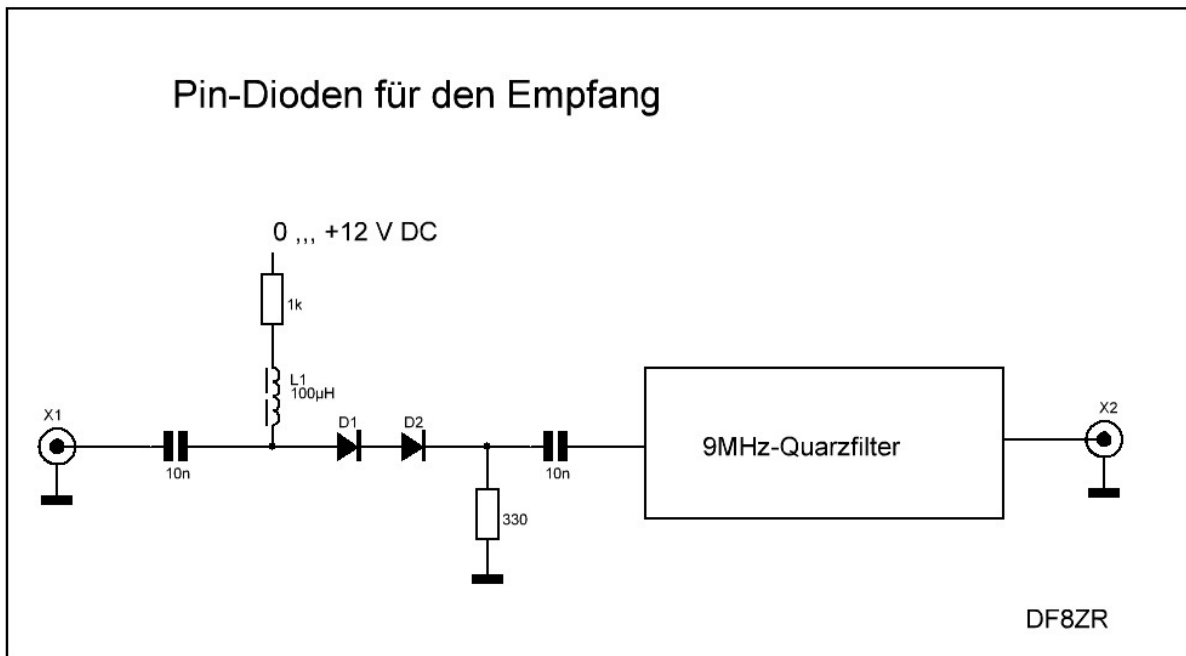 Pin-Dioden für den Empfang
0 ,,, +12 V DC
1k
L1
100µH
X1
D1
D2
X2
10n
10n
9MHz-Quarzfilter
330
DF8ZR